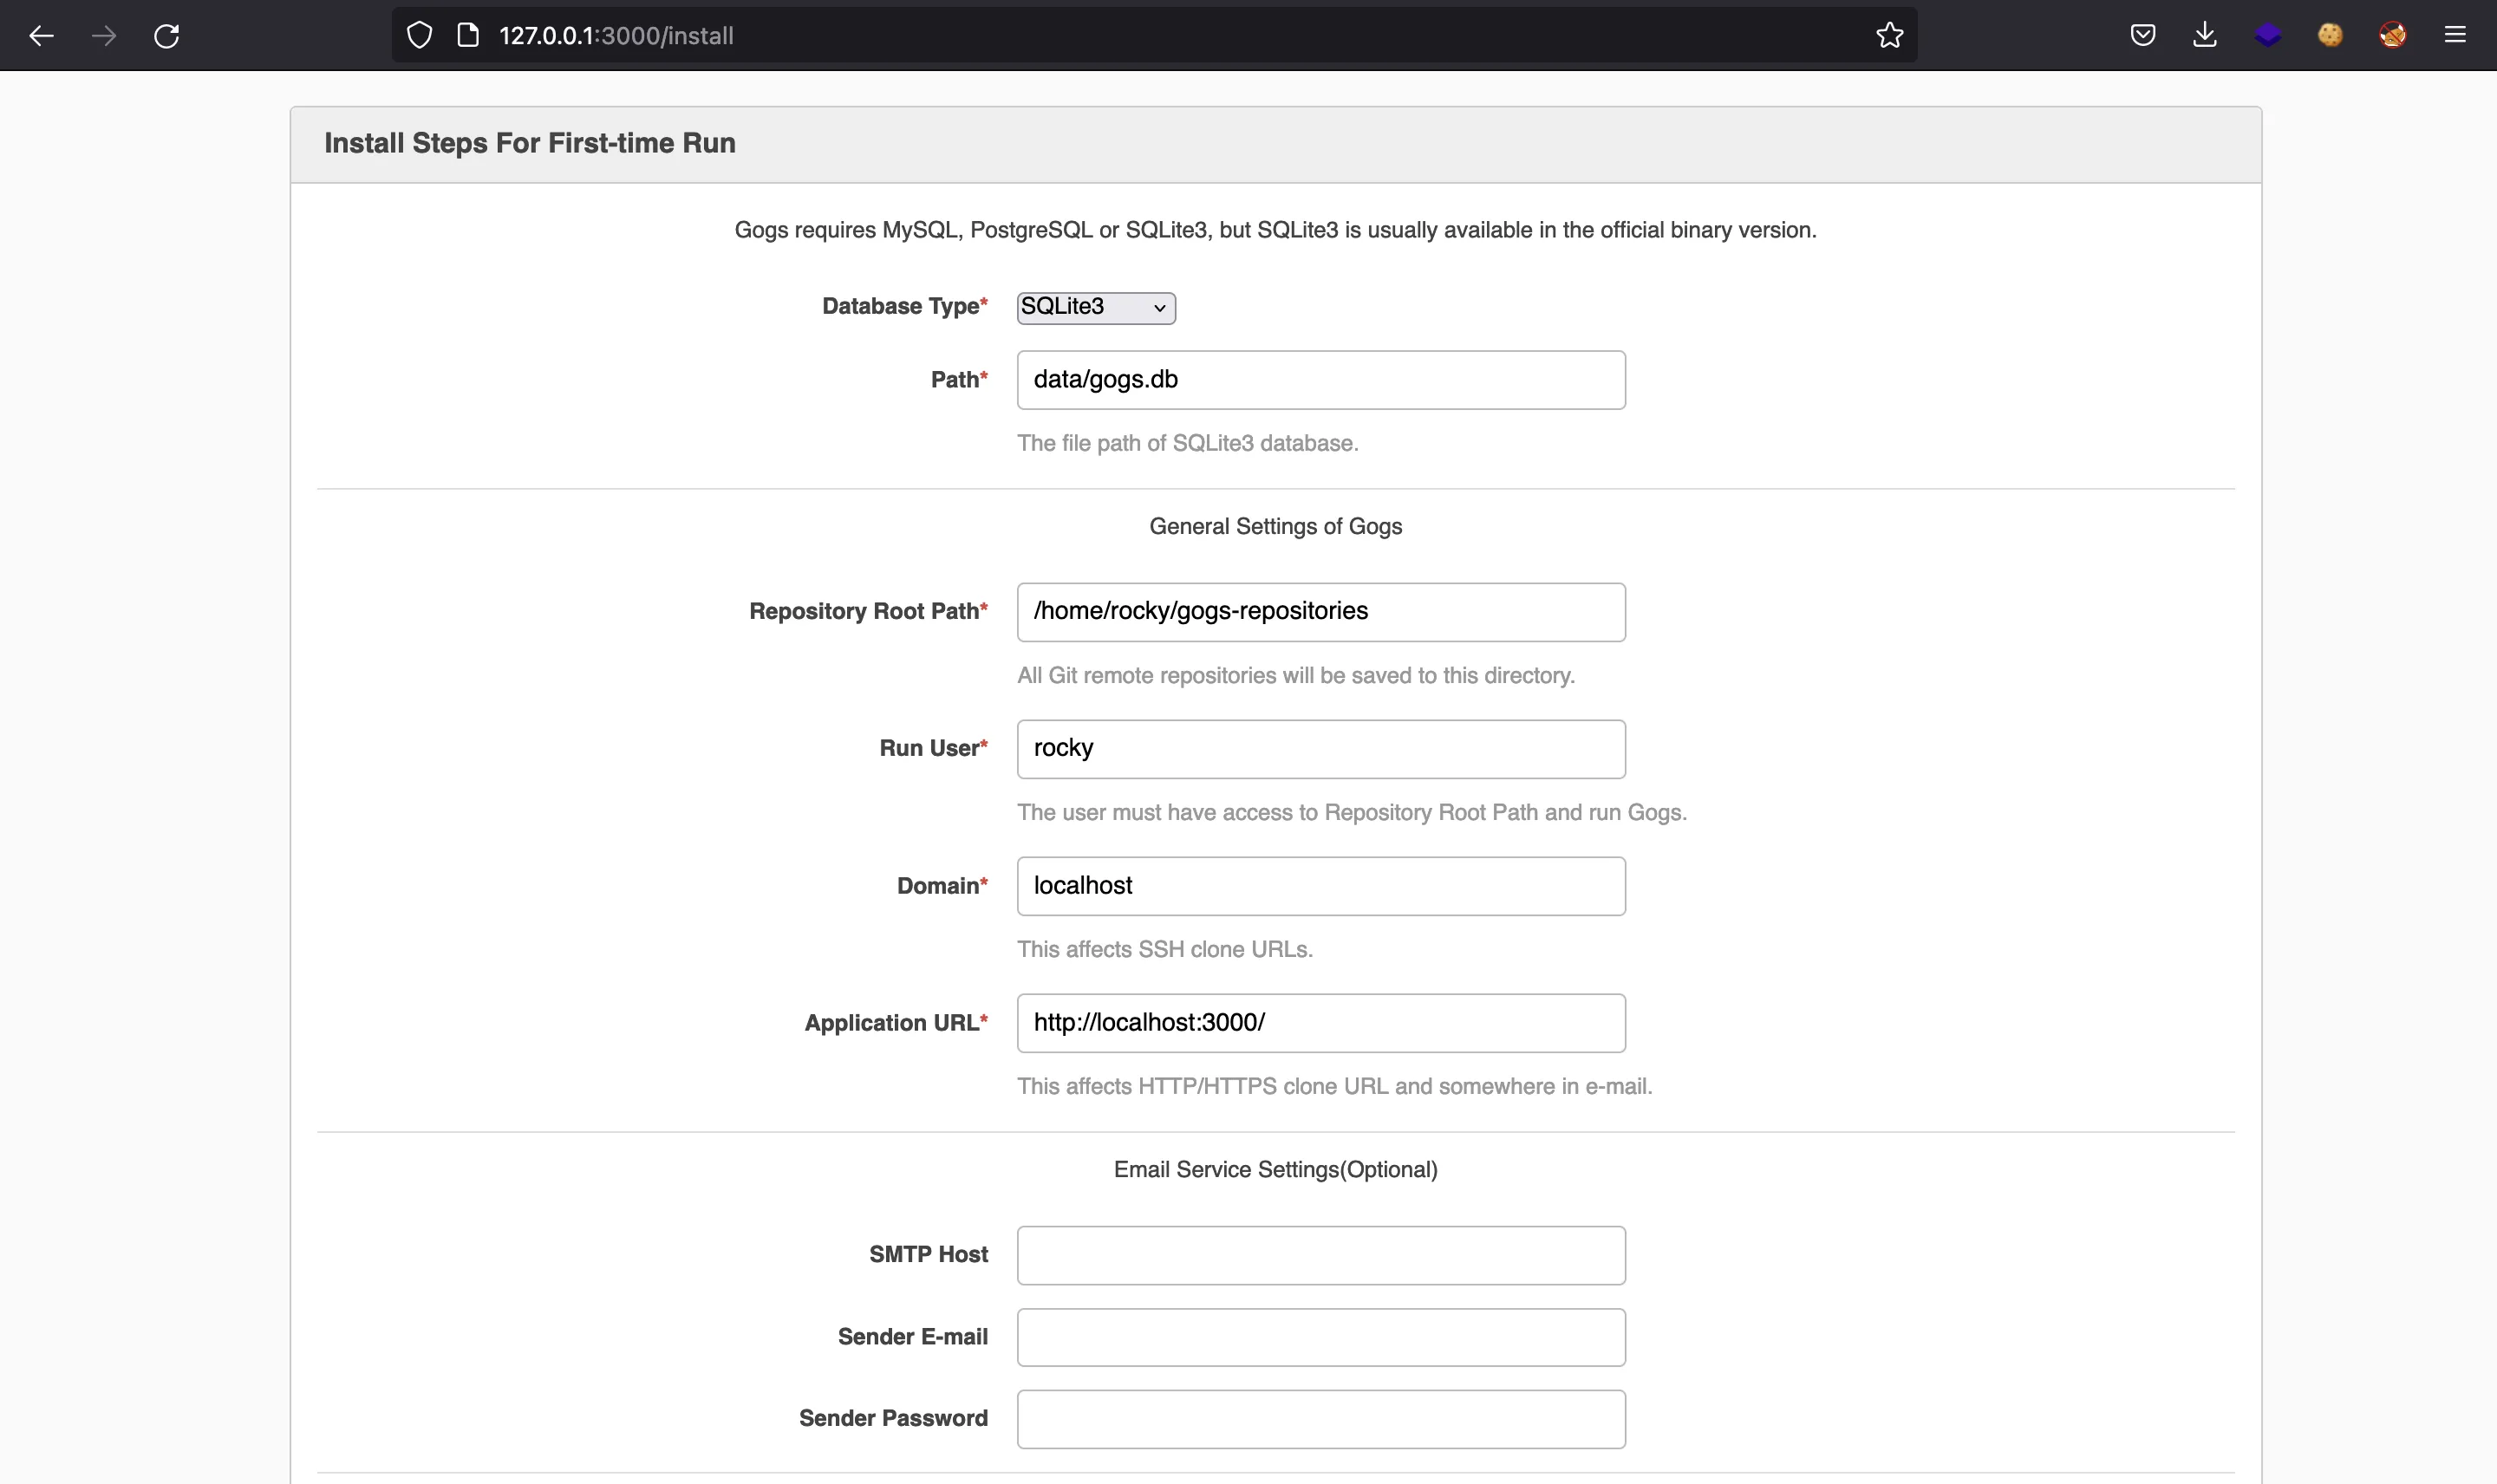 127.0.0.1:3000/install
Install Steps For First-time Run
Gogs requires MySQL, PostgreSQL or SQLite3, but SQLite3 is usually available in the official binary version.
Database Type* SQLite3
Path* data/gogs.db
The file path of SQLite3 database.
General Settings of Gogs
Repository Root Path* /home/rocky/gogs-repositories
All Git remote repositories will be saved to this directory.
Run User* rocky
The user must have access to Repository Root Path and run Gogs.
Domain* localhost
This affects SSH clone URLs.
Application URL* http://localhost:3000/
This affects HTTP/HTTPS clone URL and somewhere in e-mail.
Email Service Settings(Optional)
SMTP Host
Sender E-mail
Sender Password